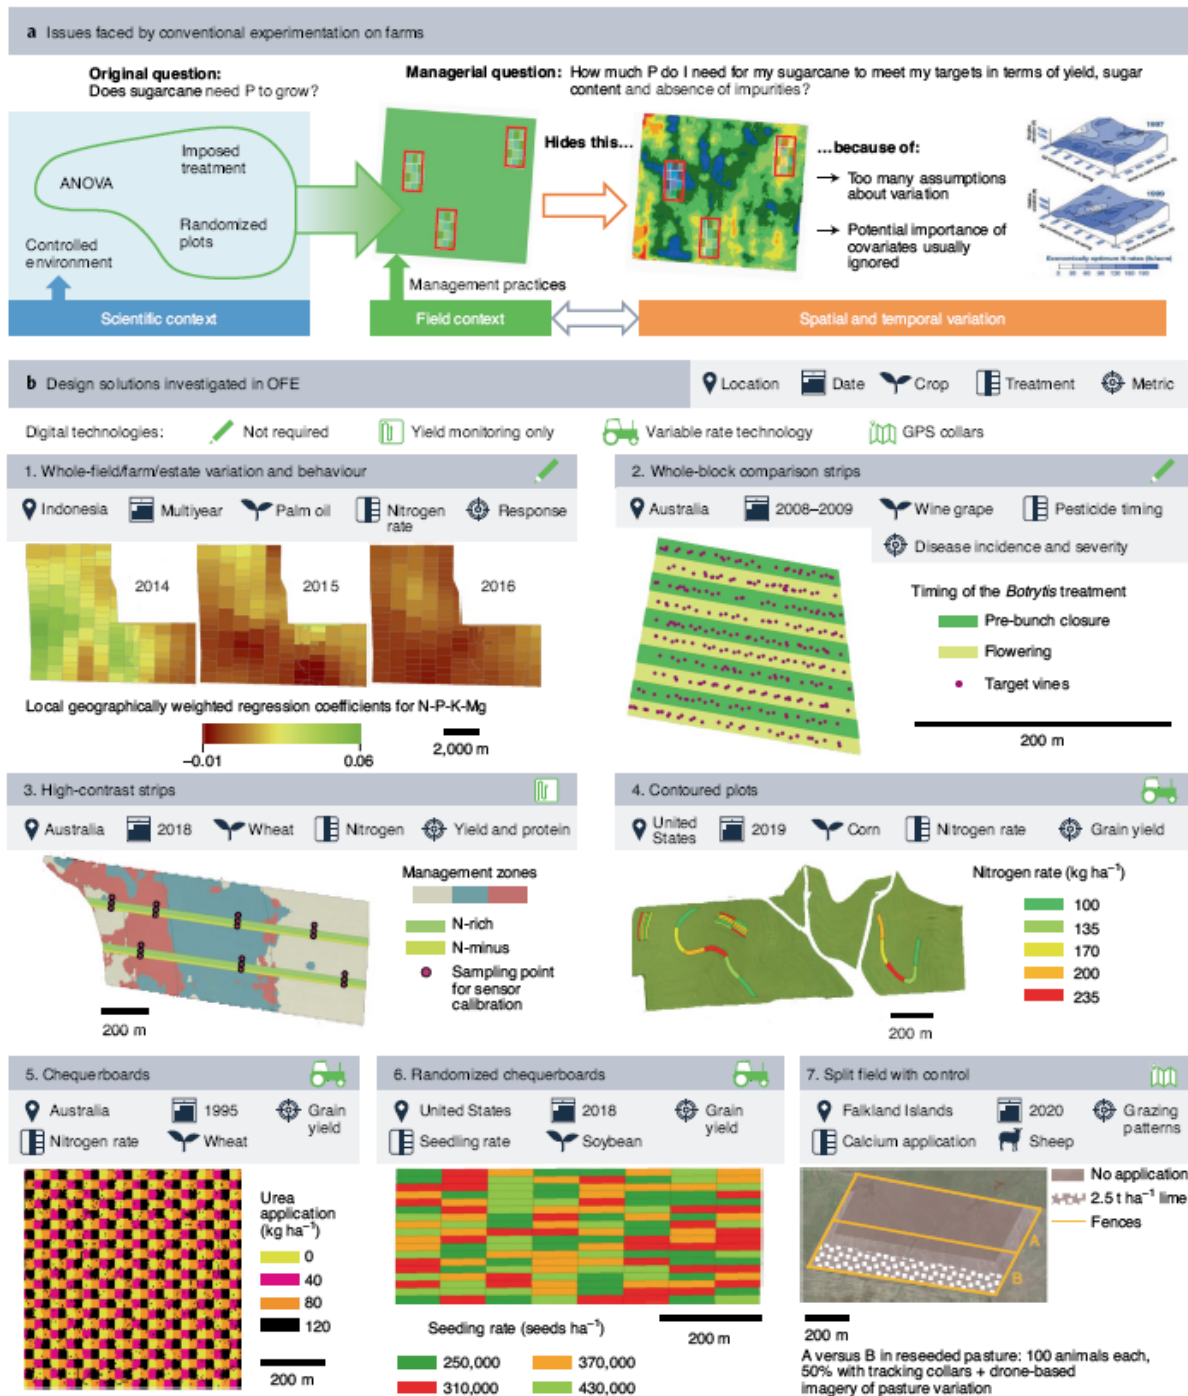 a Issues faced by conventional experimentation on farms
Original question:
Does sugarcane need P to grow?
Managerial question: How much P do I need for my sugarcane to meet my targets in terms of yield, sugar
content and absence of impurities?
Imposed
treatment
ANOVA
Randomized
plots
Controlled
environment
Hides this...
...because of:
→ Too many assumptions
about variation
→ Potential importance of
covariates usually
ignored
1997
1999
Economically optimum N rates
Management practices
Scientific context
Field context
Spatial and temporal variation
b Design solutions investigated in OFE
Location
Date
Crop
Treatment
Metric
Digital technologies:
Not required
Yield monitoring only
Variable rate technology
GPS collars
1. Whole-field/farm/estate variation and behaviour
Indonesia
Multiyear
Palm oil
Nitrogen
rate
Response
2014
2015
2016
Local geographically weighted regression coefficients for N-P-K-Mg
−0.01
0.06
2,000 m
2. Whole-block comparison strips
Australia
2008–2009
Wine grape
Pesticide timing
Disease incidence and severity
Timing of the Botrytis treatment
Pre-bunch closure
Flowering
Target vines
200 m
3. High-contrast strips
Australia
2018
Wheat
Nitrogen
Yield and protein
Management zones
N-rich
N-minus
Sampling point
for sensor
calibration
200 m
4. Contoured plots
United
States
2019
Corn
Nitrogen rate
Grain yield
Nitrogen rate (kg ha⁻¹)
100
135
170
200
235
200 m
5. Chequerboards
Australia
1995
Grain
yield
Nitrogen rate
Wheat
Urea
application
(kg ha⁻¹)
0
40
80
120
200 m
6. Randomized chequerboards
United States
2018
Grain
yield
Seedling rate
Soybean
200 m
Seeding rate (seeds ha⁻¹)
250,000
370,000
310,000
430,000
7. Split field with control
Falkland Islands
2020
Grazing
patterns
Calcium application
Sheep
No application
2.5 t ha⁻¹ lime
Fences
A
B
200 m
A versus B in reseeded pasture: 100 animals each,
50% with tracking collars + drone-based
imagery of pasture variation